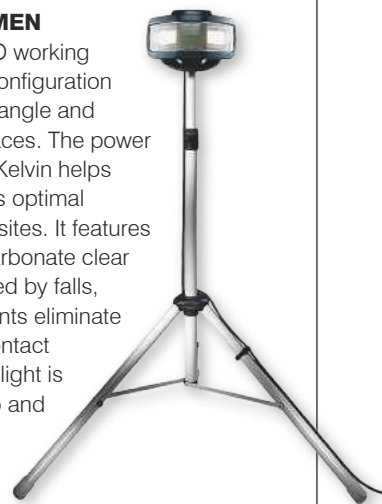 MEN
D working
onfiguration
angle and
aces. The power
Kelvin helps
s optimal
sites. It features
arbonate clear
ed by falls,
nts eliminate
ontact
light is
o and